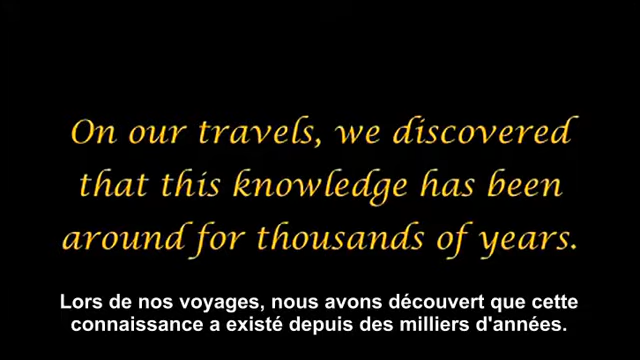 On our travels, we discovered
that this knowledge has been
around for thousands of years.
Lors de nos voyages, nous avons découvert que cette
connaissance a existé depuis des milliers d'années.